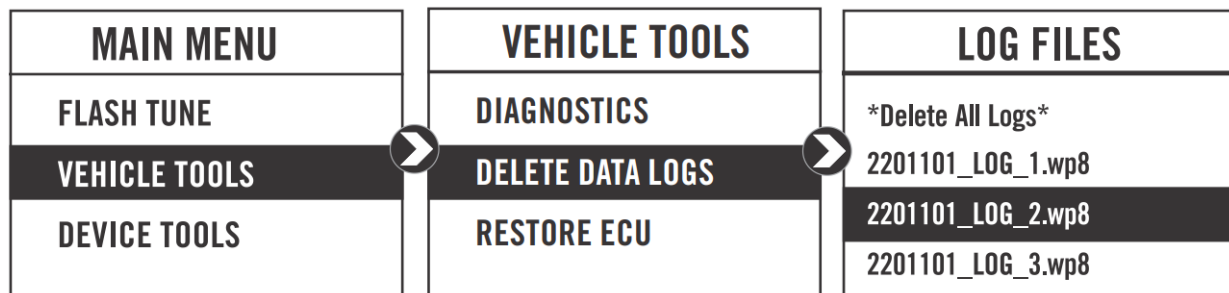 MAIN MENU
FLASH TUNE
VEHICLE TOOLS
DEVICE TOOLS
VEHICLE TOOLS
DIAGNOSTICS
DELETE DATA LOGS
RESTORE ECU
LOG FILES
*Delete All Logs*
2201101_LOG_1.wp8
2201101_LOG_2.wp8
2201101_LOG_3.wp8